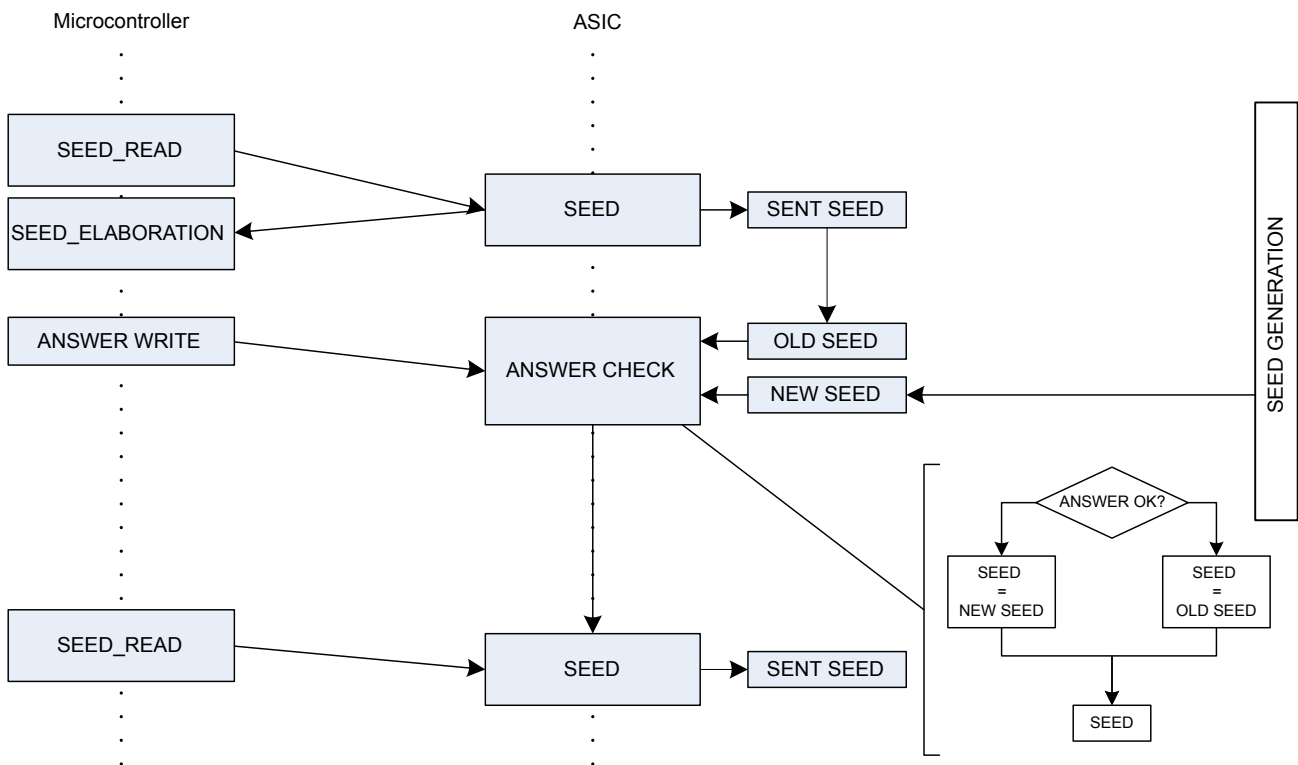 Microcontroller
ASIC
SEED_READ
SEED
SENT SEED
SEED_ELABORATION
SEED GENERATION
ANSWER WRITE
ANSWER CHECK
OLD SEED
NEW SEED
ANSWER OK?
SEED
=
NEW SEED
SEED
=
OLD SEED
SEED_READ
SEED
SENT SEED
SEED